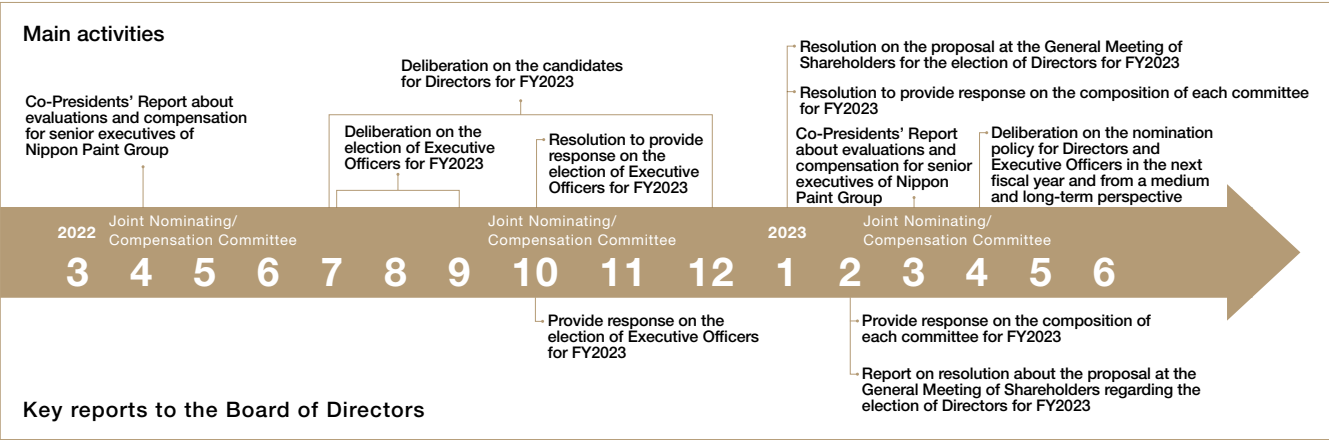 Main activities
Co-Presidents' Report about
evaluations and compensation
for senior executives of
Nippon Paint Group
Deliberation on the candidates
for Directors for FY2023
Deliberation on the
election of Executive
Officers for FY2023
Resolution to provide
response on the
election of Executive
Officers for FY2023
Resolution on the proposal at the General Meeting of
Shareholders for the election of Directors for FY2023
Resolution to provide response on the composition of each committee
for FY2023
Co-Presidents' Report
about evaluations and
compensation for senior
executives of Nippon
Paint Group
Deliberation on the nomination
policy for Directors and
Executive Officers in the next
fiscal year and from a medium
and long-term perspective
2022
Joint Nominating/
Compensation Committee
Joint Nominating/
Compensation Committee
2023
Joint Nominating/
Compensation Committee
3 4 5 6 7 8 9 10 11 12 1 2 3 4 5 6
Provide response on the
election of Executive Officers
for FY2023
Provide response on the composition of
each committee for FY2023
Report on resolution about the proposal at the
General Meeting of Shareholders regarding the
election of Directors for FY2023
Key reports to the Board of Directors